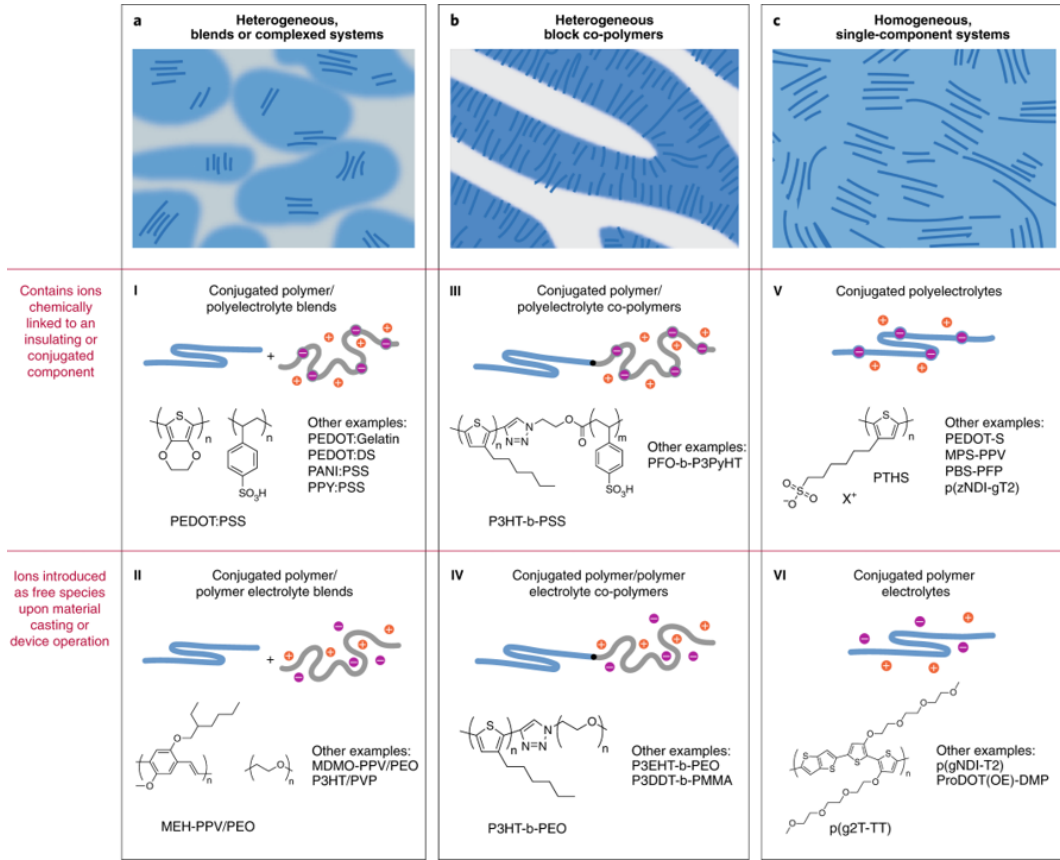 a
Heterogeneous,
blends or complexed systems
b
Heterogeneous
block co-polymers
c
Homogeneous,
single-component systems
Contains ions
chemically
linked to an
insulating or
conjugated
component
I
Conjugated polymer/
polyelectrolyte blends
+
S
n
O
O
n
SO₃H
PEDOT:PSS
Other examples:
PEDOT:Gelatin
PEDOT:DS
PANI:PSS
PPY:PSS
III
Conjugated polymer/
polyelectrolyte co-polymers
S
n
N
N=N
O
O
m
SO₃H
P3HT-b-PSS
Other examples:
PFO-b-P3PyHT
V
Conjugated polyelectrolytes
S
n
O
S
O
⁻O
X⁺
PTHS
Other examples:
PEDOT-S
MPS-PPV
PBS-PFP
p(zNDI-gT2)
Ions introduced
as free species
upon material
casting or
device operation
II
Conjugated polymer/
polymer electrolyte blends
+
O
O
n
O
n
MEH-PPV/PEO
Other examples:
MDMO-PPV/PEO
P3HT/PVP
IV
Conjugated polymer/polymer
electrolyte co-polymers
S
n
N
N=N
O
n
P3HT-b-PEO
Other examples:
P3EHT-b-PEO
P3DDT-b-PMMA
VI
Conjugated polymer
electrolytes
O
O
O
O
S
S
S
S
n
O
O
O
O
p(g2T-TT)
Other examples:
p(gNDI-T2)
ProDOT(OE)-DMP